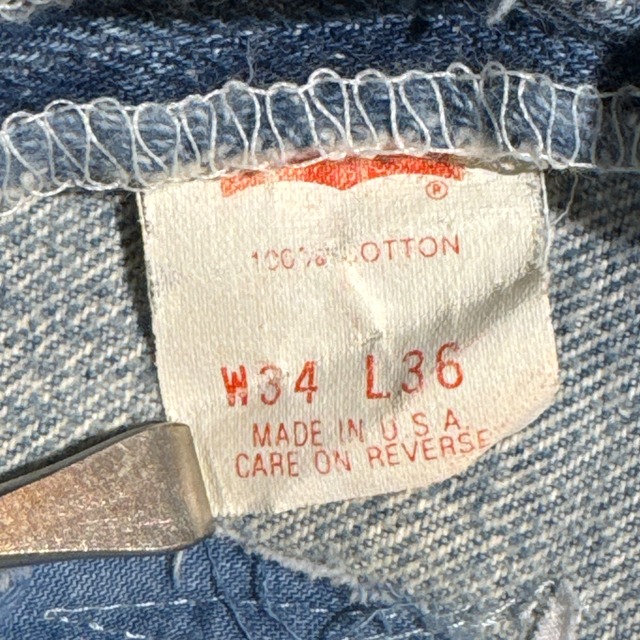 ®
100% COTTON
W34 L36
MADE IN U.S.A.
CARE ON REVERSE